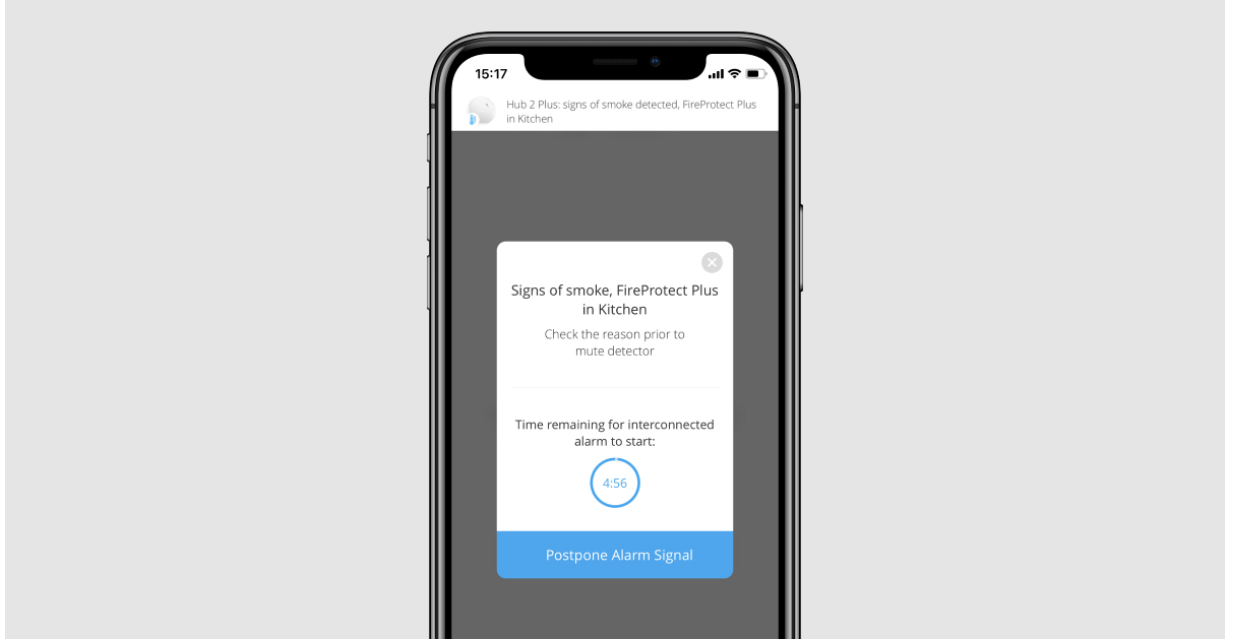 15:17
Hub 2 Plus: signs of smoke detected, FireProtect Plus
in Kitchen
Signs of smoke, FireProtect Plus
in Kitchen
Check the reason prior to
mute detector
Time remaining for interconnected
alarm to start:
4:56
Postpone Alarm Signal